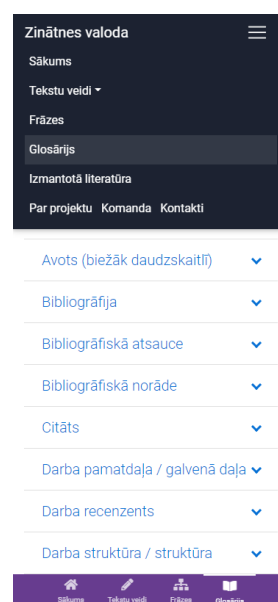 Zinātnes valoda
Sākums
Tekstu veidi
Frāzes
Glosārijs
Izmantotā literatūra
Par projektu Komanda Kontakti
Avots (biežāk daudzskaitlī)
Bibliogrāfija
Bibliogrāfiskā atsauce
Bibliogrāfiskā norāde
Citāts
Darba pamatdaļa / galvenā daļa
Darba recenzents
Darba struktūra / struktūra
Sākums Tekstu veidi Frāzes Glosārijs